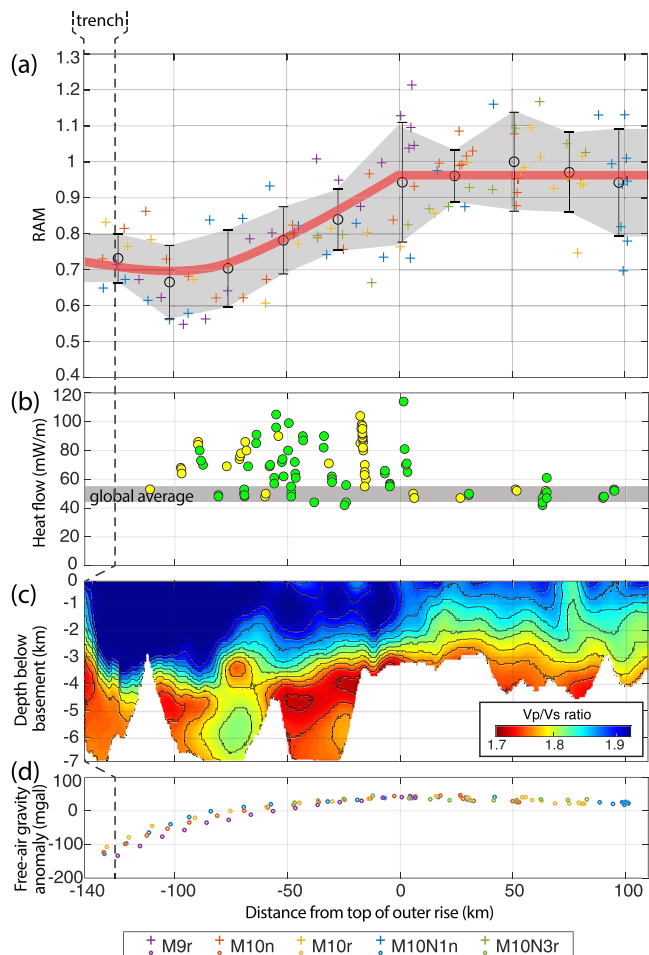 trench
(a)
1.3
1.2
1.1
1
0.9
0.8
0.7
0.6
0.5
0.4
RAM
(b)
120
100
80
60
40
20
0
Heat flow (mW/m)
global average
(c)
0
-1
-2
-3
-4
-5
-6
-7
Depth below
basement (km)
Vp/Vs ratio
1.7 1.8 1.9
(d)
100
0
-100
-200
Free-air gravity
anomaly (mgal)
-140 -100 -50 0 50 100
Distance from top of outer rise (km)
M9r M10n M10r M10N1n M10N3r